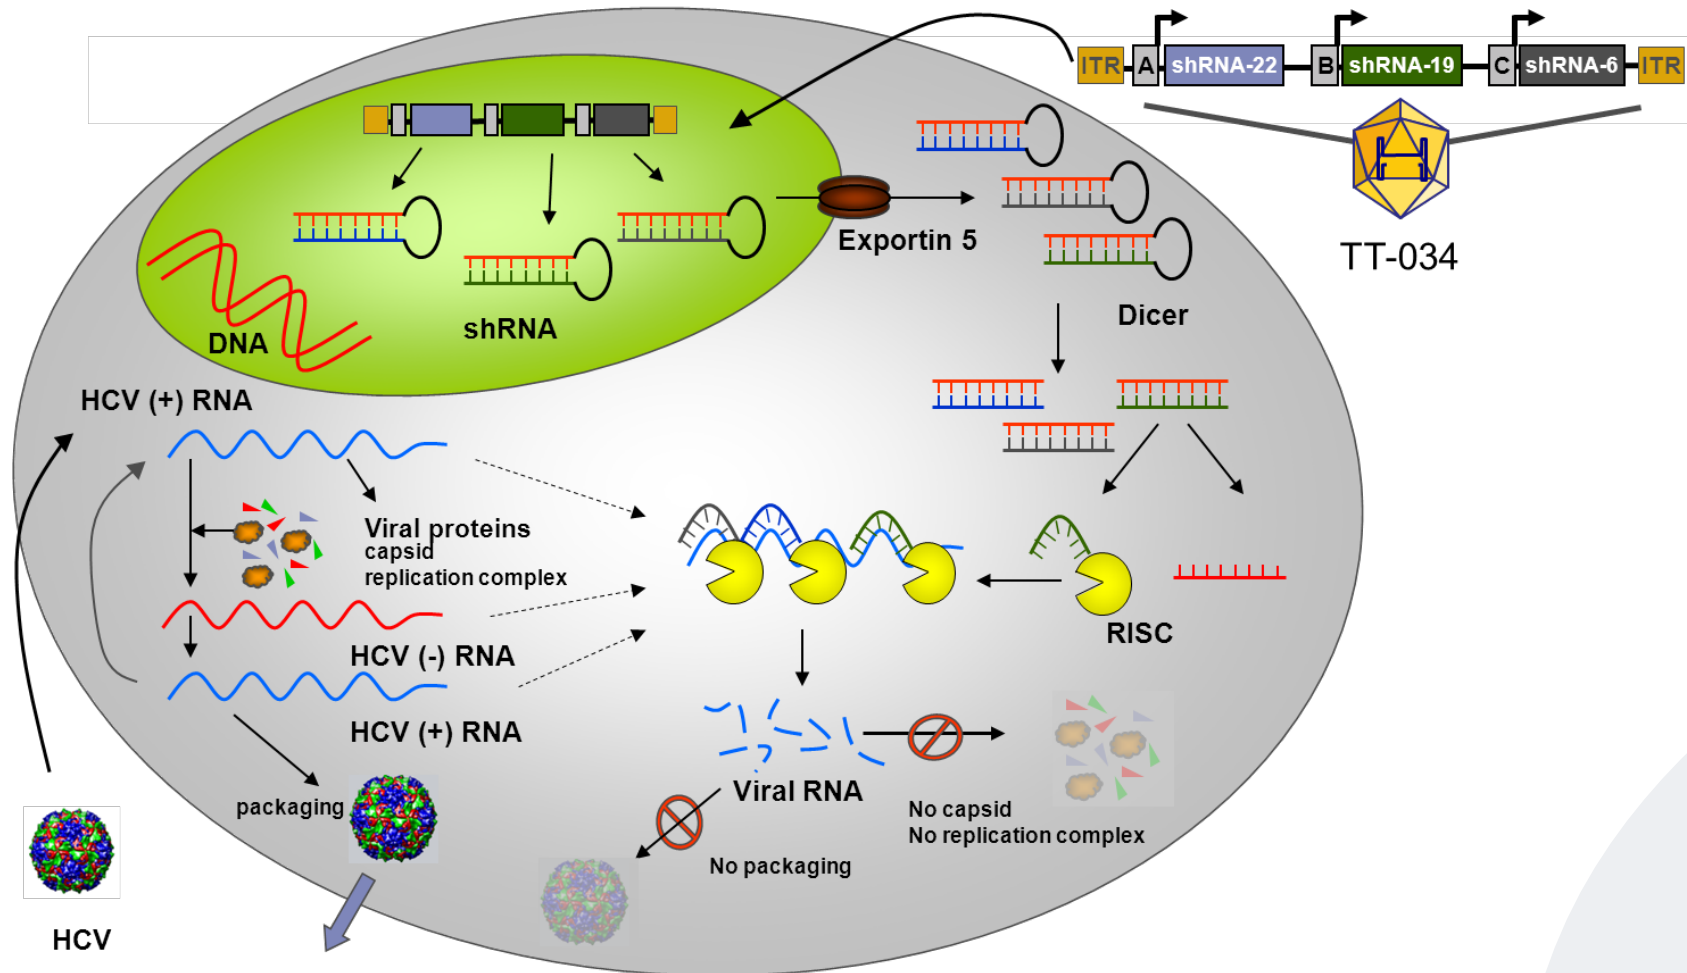 ITR A shRNA-22 B shRNA-19 C shRNA-6 ITR
TT-034
Exportin 5
Dicer
shRNA
DNA
HCV (+) RNA
Viral proteins
capsid
replication complex
HCV (-) RNA
HCV (+) RNA
RISC
packaging
Viral RNA
No capsid
No replication complex
No packaging
HCV